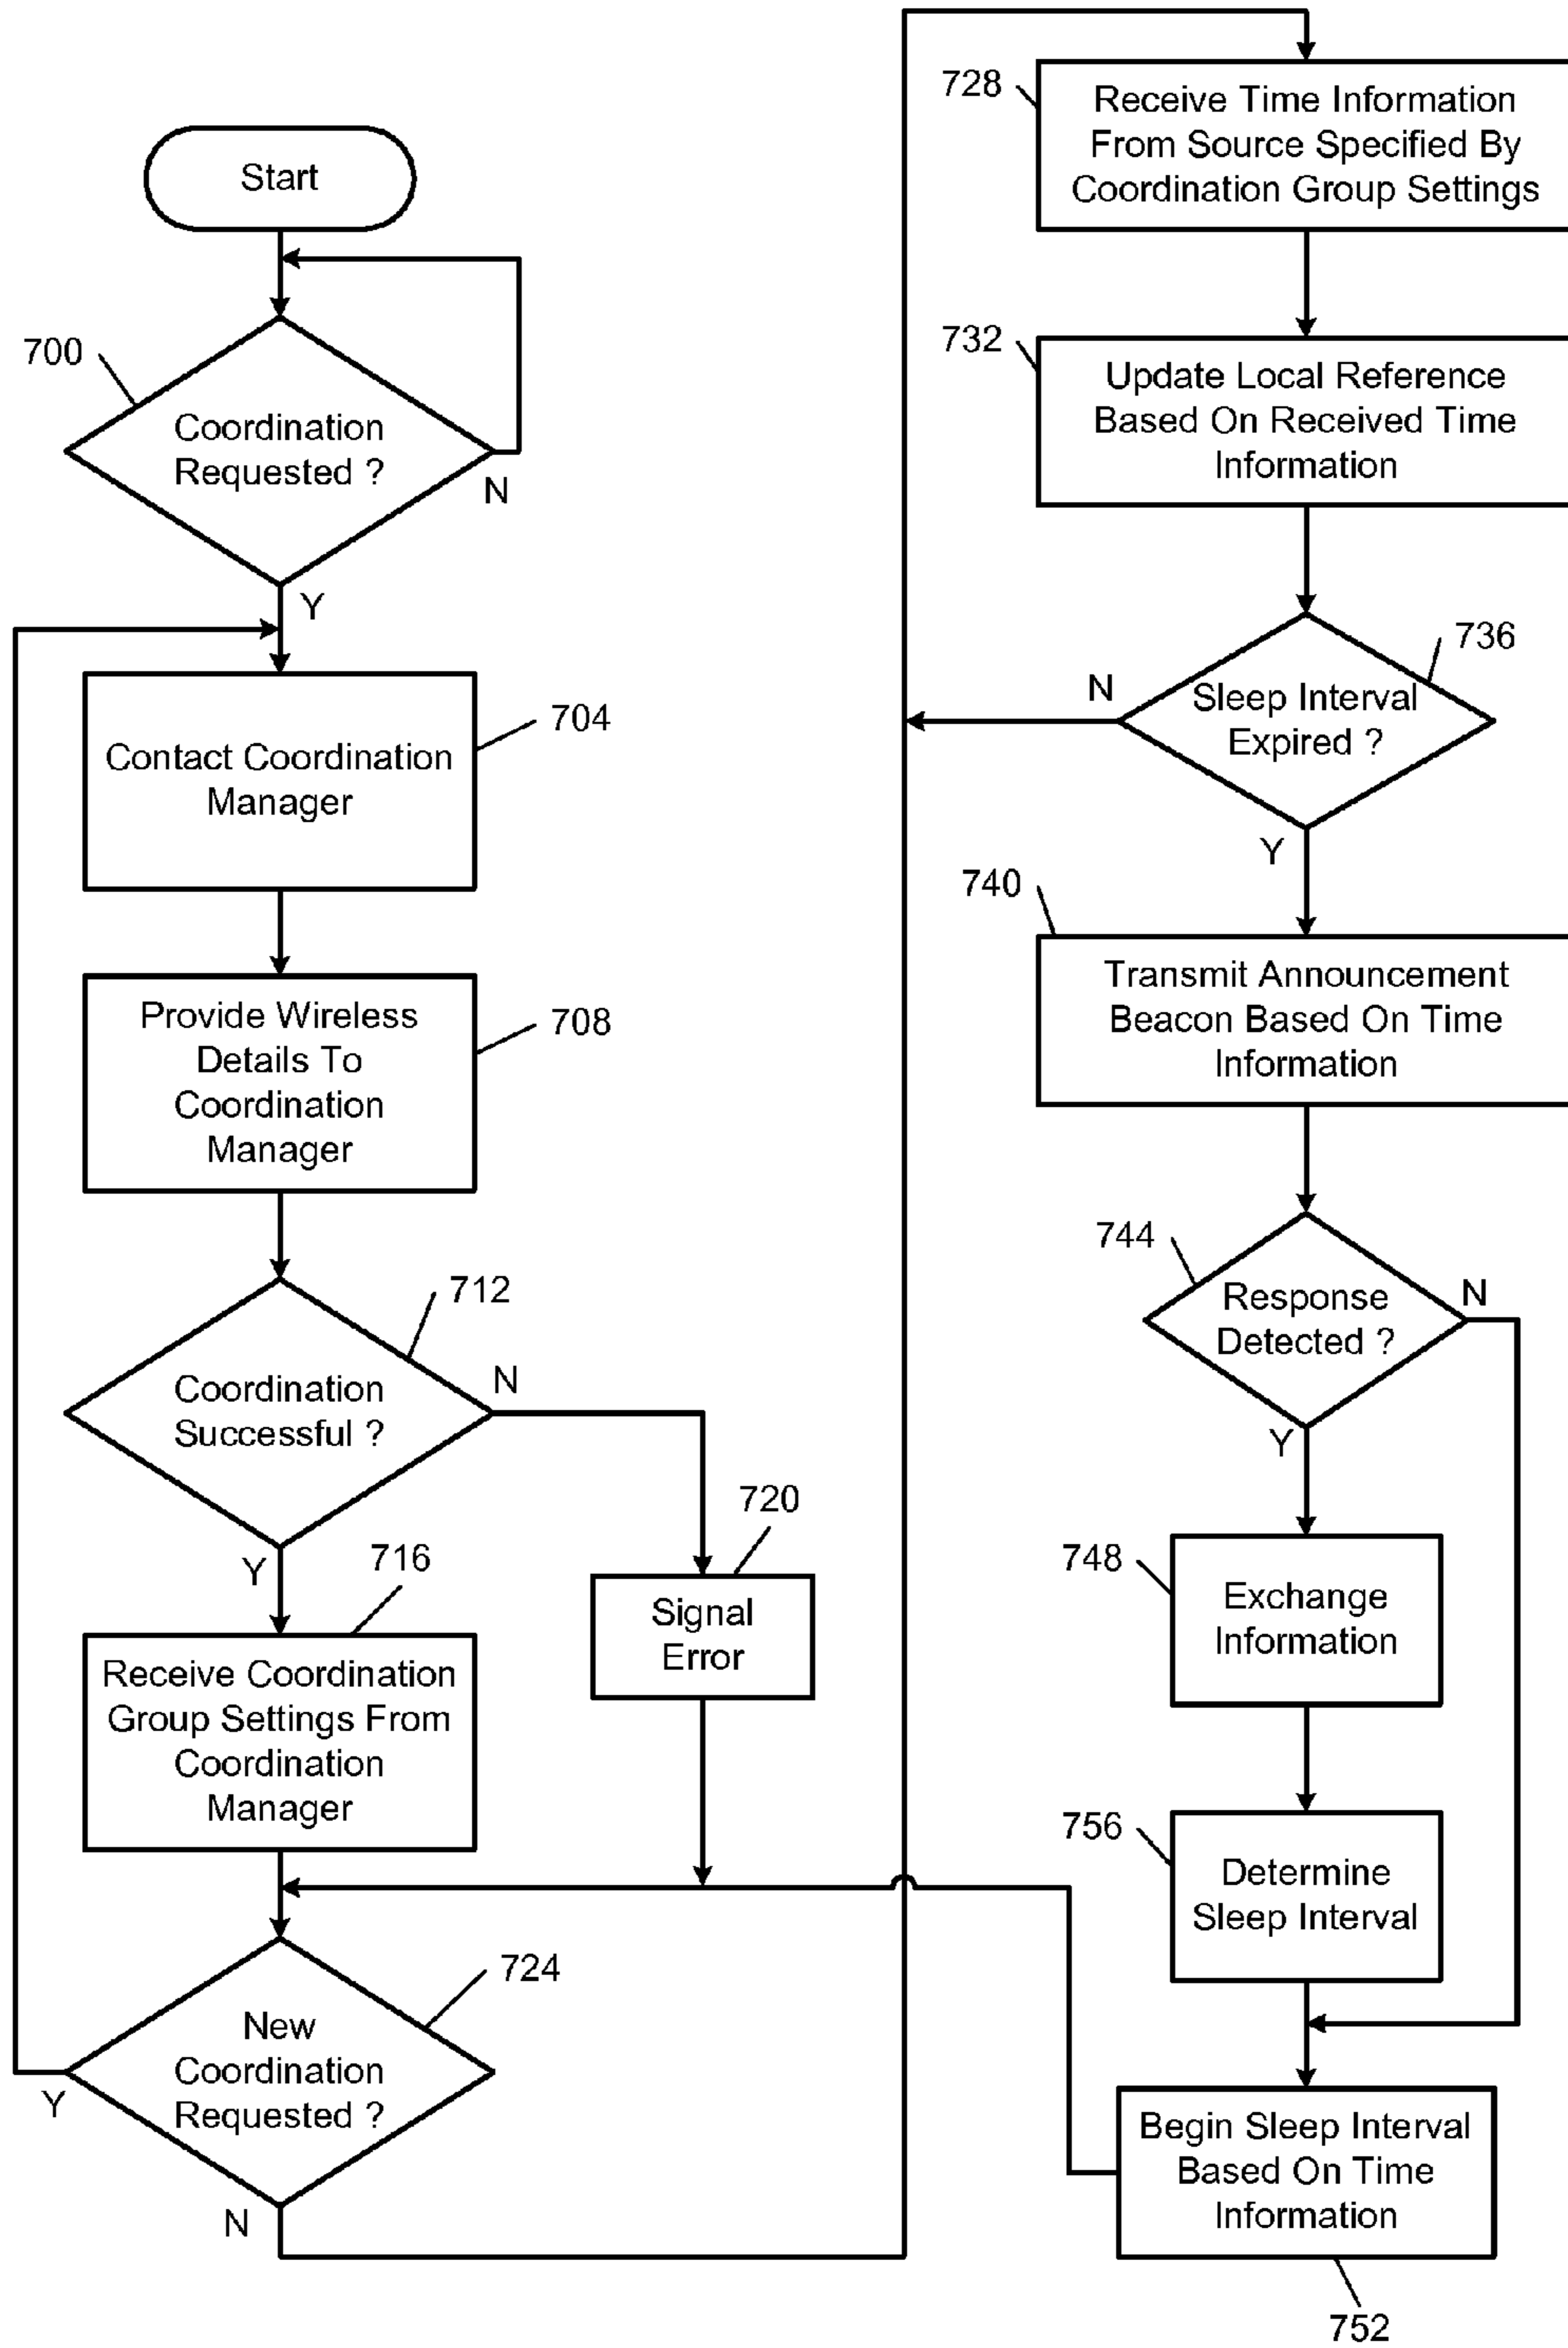 Start
700
Coordination
Requested ?
N
Y
704
Contact Coordination
Manager
708
Provide Wireless
Details To
Coordination
Manager
712
Coordination
Successful ?
N
Y
716
Receive Coordination
Group Settings From
Coordination
Manager
720
Signal
Error
724
New
Coordination
Requested ?
Y
N
728
Receive Time Information
From Source Specified By
Coordination Group Settings
732
Update Local Reference
Based On Received Time
Information
736
Sleep Interval
Expired ?
N
Y
740
Transmit Announcement
Beacon Based On Time
Information
744
Response
Detected ?
N
Y
748
Exchange
Information
756
Determine
Sleep Interval
Begin Sleep Interval
Based On Time
Information
752